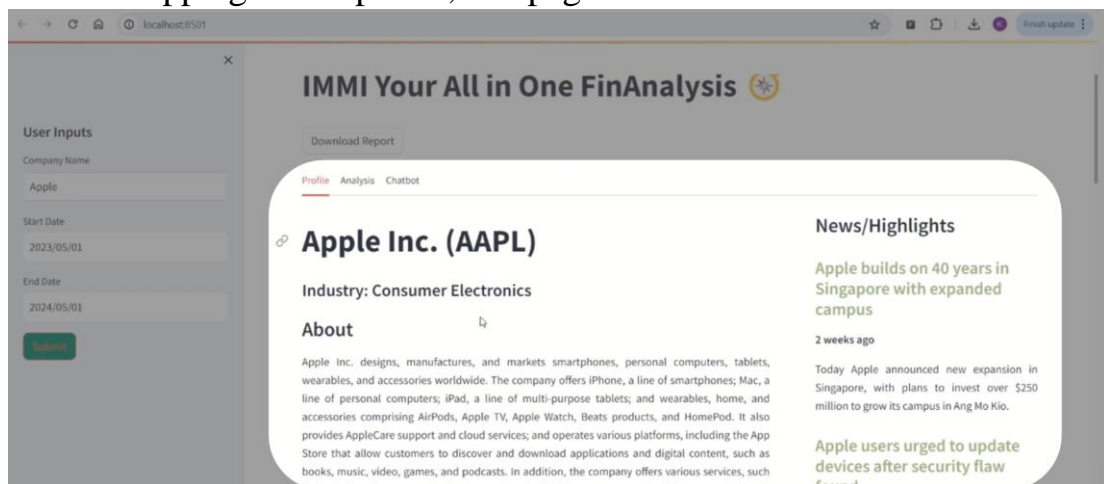 localhost:8501
Finish update
User Inputs
Company Name
Apple
Start Date
2023/05/01
End Date
2024/05/01
Submit
IMMI Your All in One FinAnalysis
Download Report
Profile Analysis Chatbot
Apple Inc. (AAPL)
Industry: Consumer Electronics
About
Apple Inc. designs, manufactures, and markets smartphones, personal computers, tablets,
wearables, and accessories worldwide. The company offers iPhone, a line of smartphones; Mac, a
line of personal computers; iPad, a line of multi-purpose tablets; and wearables, home, and
accessories comprising AirPods, Apple TV, Apple Watch, Beats products, and HomePod. It also
provides AppleCare support and cloud services; and operates various platforms, including the App
Store that allow customers to discover and download applications and digital content, such as
books, music, video, games, and podcasts. In addition, the company offers various services, such
News/Highlights
Apple builds on 40 years in
Singapore with expanded
campus
2 weeks ago
Today Apple announced new expansion in
Singapore, with plans to invest over $250
million to grow its campus in Ang Mo Kio.
Apple users urged to update
devices after security flaw